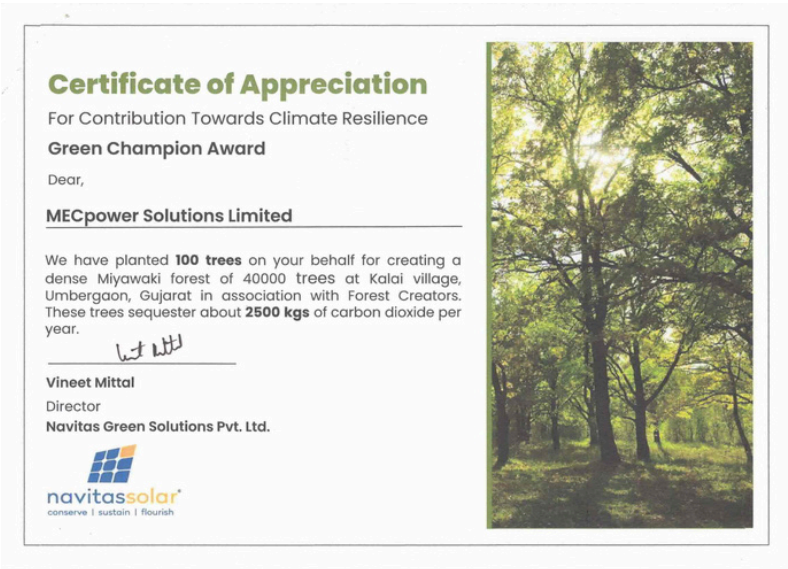 Certificate of Appreciation
For Contribution Towards Climate Resilience
Green Champion Award
Dear,
MECpower Solutions Limited
We have planted 100 trees on your behalf for creating a
dense Miyawaki forest of 40000 trees at Kalai village,
Umbergaon, Gujarat in association with Forest Creators.
These trees sequester about 2500 kgs of carbon dioxide per
year.
Vineet Mittal
Director
Navitas Green Solutions Pvt. Ltd.
navitassolar
conserve | sustain | flourish